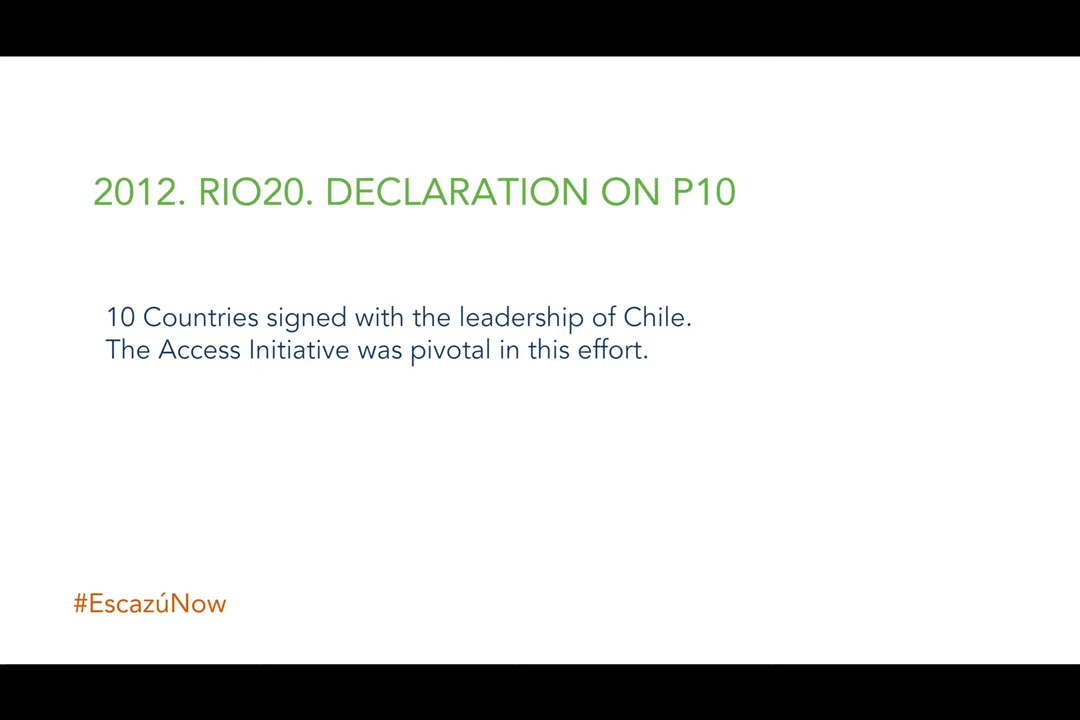 2012. RIO20. DECLARATION ON P10
10 Countries signed with the leadership of Chile.
The Access Initiative was pivotal in this effort.
#EscazúNow